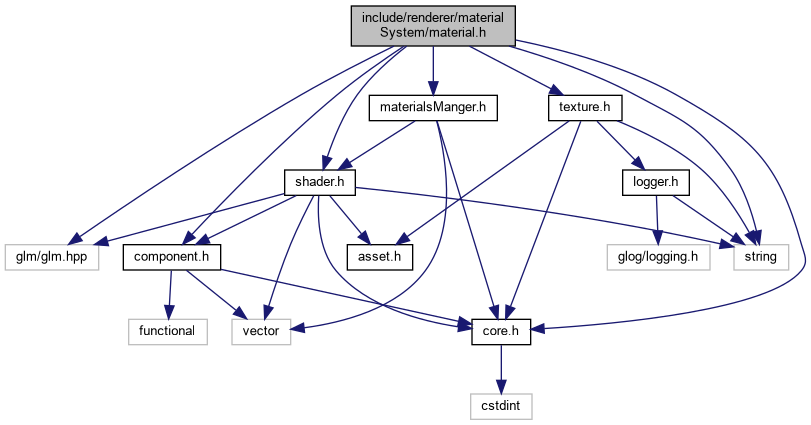 include/renderer/material
System/material.h
materialsManger.h
texture.h
shader.h
logger.h
glm/glm.hpp
component.h
asset.h
glog/logging.h
string
functional
vector
core.h
cstdint